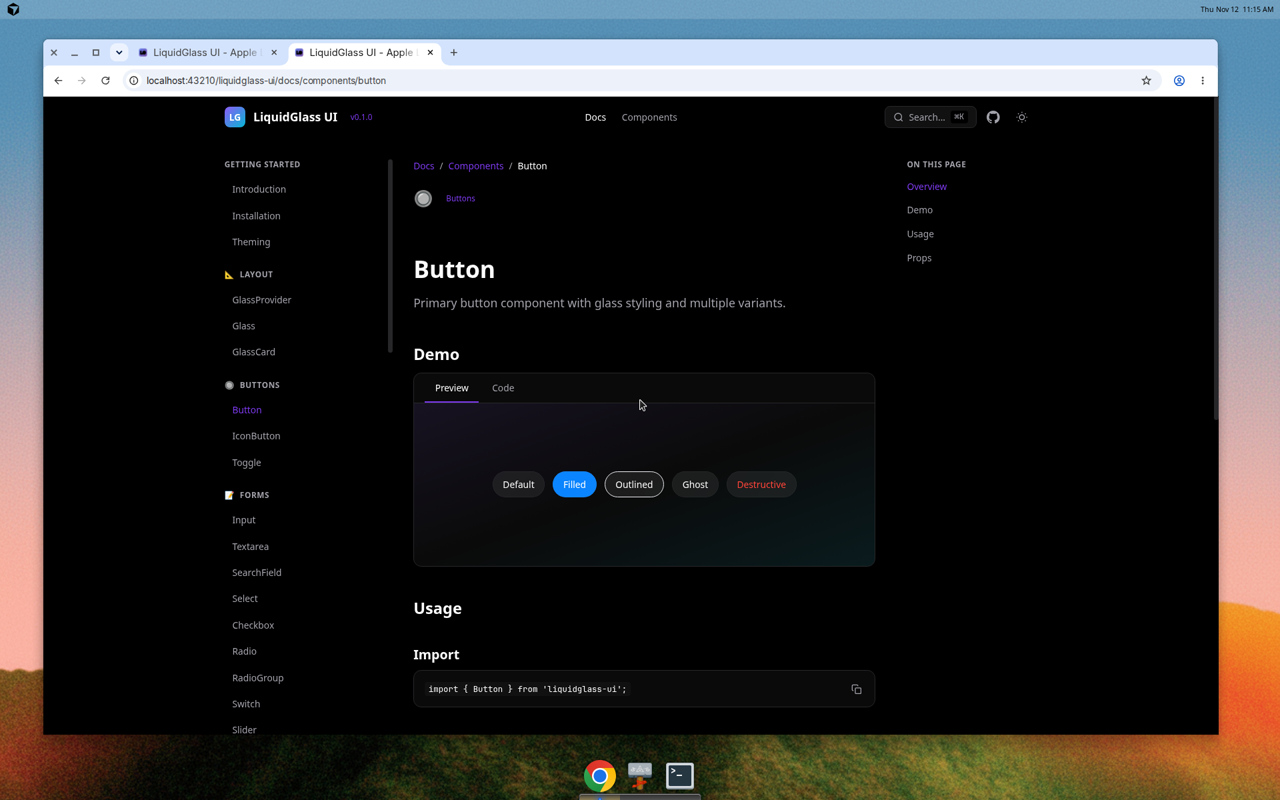 Thu Nov 12 11:15 AM
LiquidGlass UI - Apple
LiquidGlass UI - Apple
localhost:43210/liquidglass-ui/docs/components/button
LG LiquidGlass UI v0.1.0
Docs Components
Search... ⌘K
GETTING STARTED
Introduction
Installation
Theming
LAYOUT
GlassProvider
Glass
GlassCard
BUTTONS
Button
IconButton
Toggle
FORMS
Input
Textarea
SearchField
Select
Checkbox
Radio
RadioGroup
Switch
Slider
Docs / Components / Button
Buttons
Button
Primary button component with glass styling and multiple variants.
Demo
Preview Code
Default Filled Outlined Ghost Destructive
Usage
Import
import { Button } from 'liquidglass-ui';
ON THIS PAGE
Overview
Demo
Usage
Props